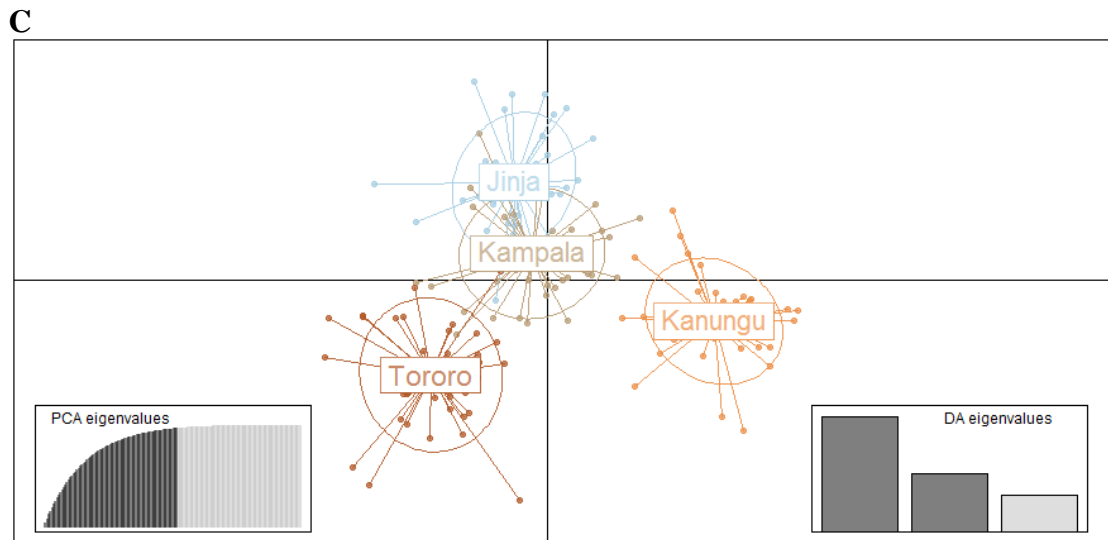 C
Jinja
Kampala
Kanungu
Tororo
PCA eigenvalues
DA eigenvalues